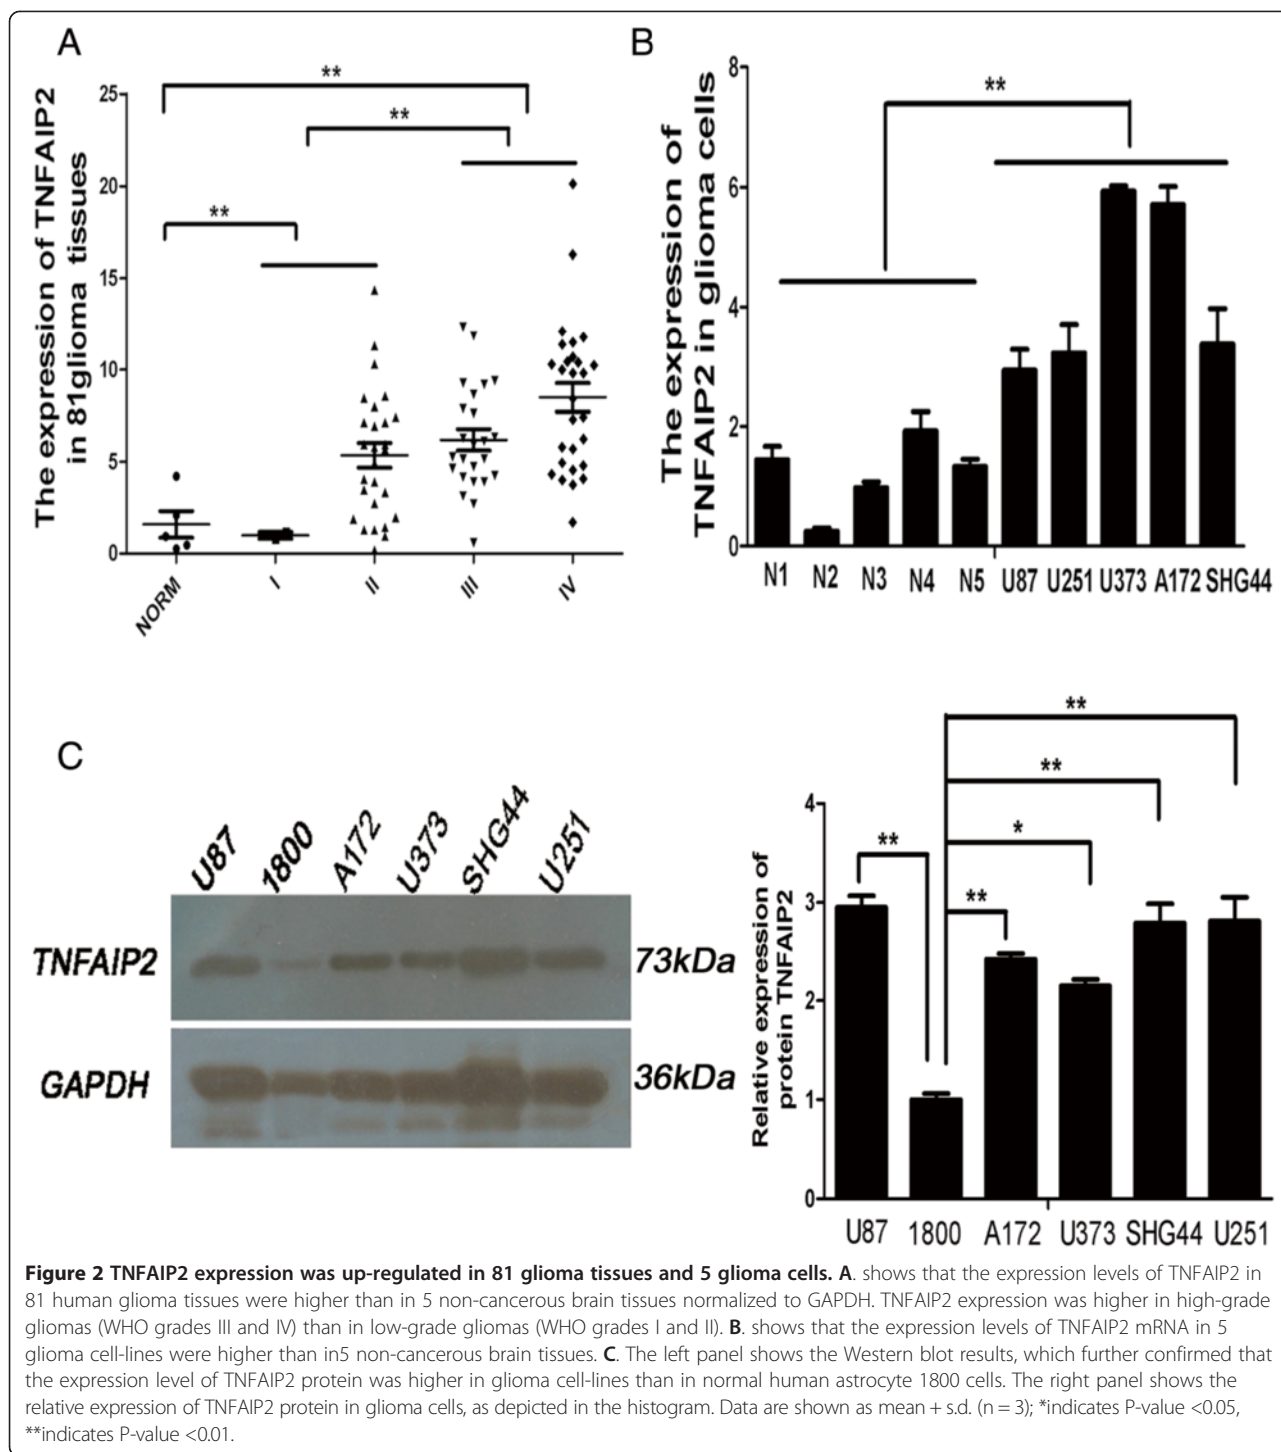 A
The expression of TNFAIP2
in 81glioma tissues
25
20
15
10
5
0
**
**
**
NORM
I
II
III
IV
B
The expression of
TNFAIP2 in glioma cells
8
6
4
2
0
**
N1 N2 N3 N4 N5 U87 U251 U373 A172 SHG44
C
U87 1800 A172 U373 SHG44 U251
TNFAIP2 73kDa
GAPDH 36kDa
Relative expression of
protein TNFAIP2
4
3
2
1
0
**
**
*
**
**
U87 1800 A172 U373 SHG44 U251
Figure 2 TNFAIP2 expression was up-regulated in 81 glioma tissues and 5 glioma cells. A. shows that the expression levels of TNFAIP2 in
81 human glioma tissues were higher than in 5 non-cancerous brain tissues normalized to GAPDH. TNFAIP2 expression was higher in high-grade
gliomas (WHO grades III and IV) than in low-grade gliomas (WHO grades I and II). B. shows that the expression levels of TNFAIP2 mRNA in 5
glioma cell-lines were higher than in5 non-cancerous brain tissues. C. The left panel shows the Western blot results, which further confirmed that
the expression level of TNFAIP2 protein was higher in glioma cell-lines than in normal human astrocyte 1800 cells. The right panel shows the
relative expression of TNFAIP2 protein in glioma cells, as depicted in the histogram. Data are shown as mean + s.d. (n = 3); *indicates P-value <0.05,
**indicates P-value <0.01.